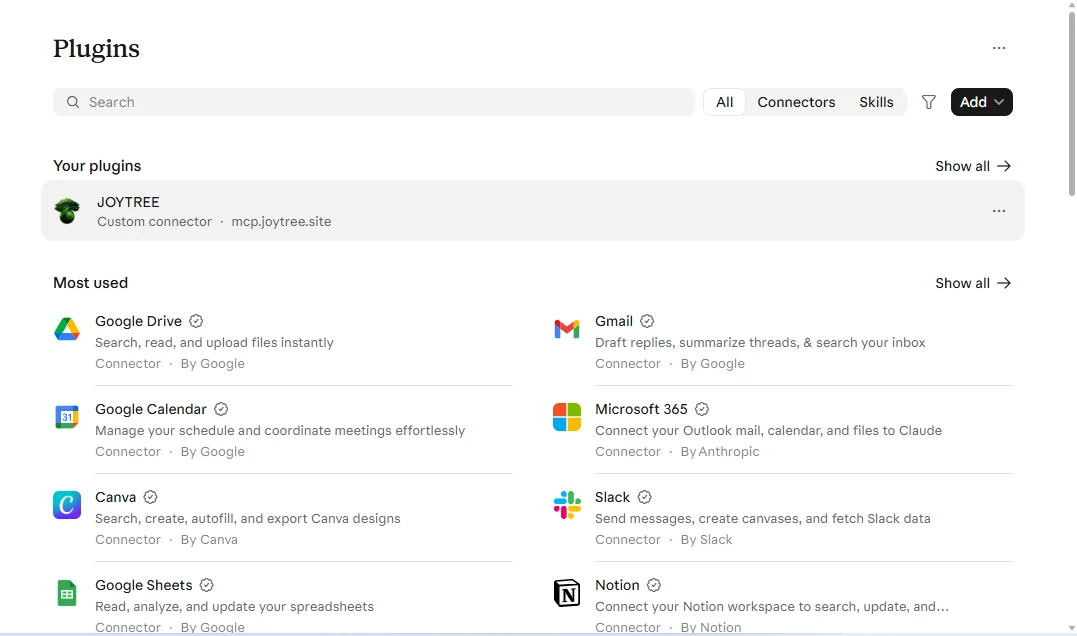 Plugins
Search
All Connectors Skills Add
Your plugins Show all
JOYTREE
Custom connector · mcp.joytree.site
Most used Show all
Google Drive
Search, read, and upload files instantly
Connector · By Google
Gmail
Draft replies, summarize threads, & search your inbox
Connector · By Google
Google Calendar
Manage your schedule and coordinate meetings effortlessly
Connector · By Google
31
Microsoft 365
Connect your Outlook mail, calendar, and files to Claude
Connector · By Anthropic
Canva
Search, create, autofill, and export Canva designs
Connector · By Canva
Slack
Send messages, create canvases, and fetch Slack data
Connector · By Slack
Google Sheets
Read, analyze, and update your spreadsheets
Connector · By Google
Notion
Connect your Notion workspace to search, update, and…
Connector · By Notion